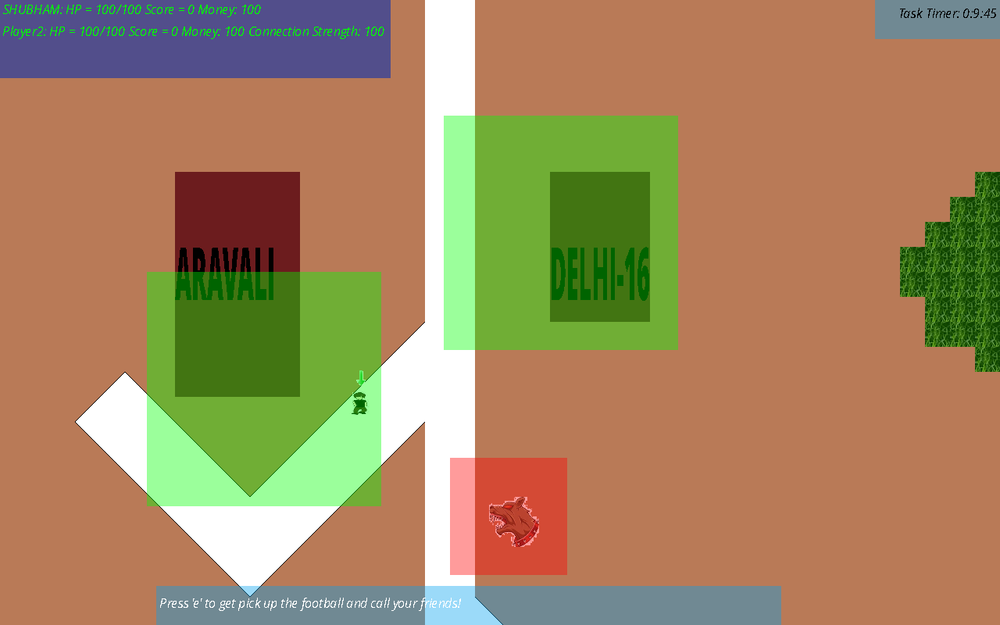 SHUBHAM: HP = 100/100 Score = 0 Money: 100
Player2: HP = 100/100 Score = 0 Money: 100 Connection Strength: 100
Task Timer: 0:9:45
ARAVALI
DELHI-16
Press 'e' to get pick up the football and call your friends!